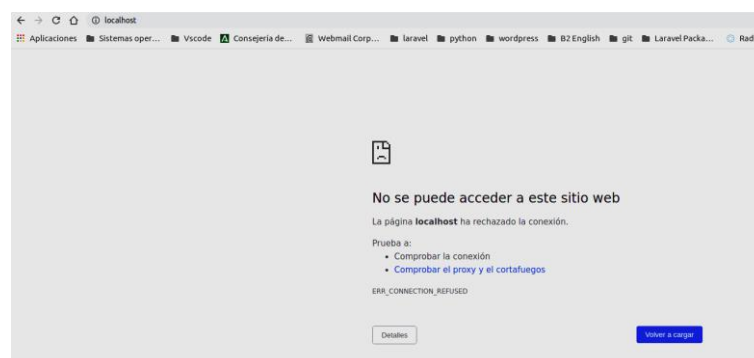 localhost
Aplicaciones Sistemas oper... Vscode Consejería de... Webmail Corp... laravel python wordpress B2 English git Laravel Packa... Rad
No se puede acceder a este sitio web
La página localhost ha rechazado la conexión.
Prueba a:
• Comprobar la conexión
• Comprobar el proxy y el cortafuegos
ERR_CONNECTION_REFUSED
Detalles Volver a cargar